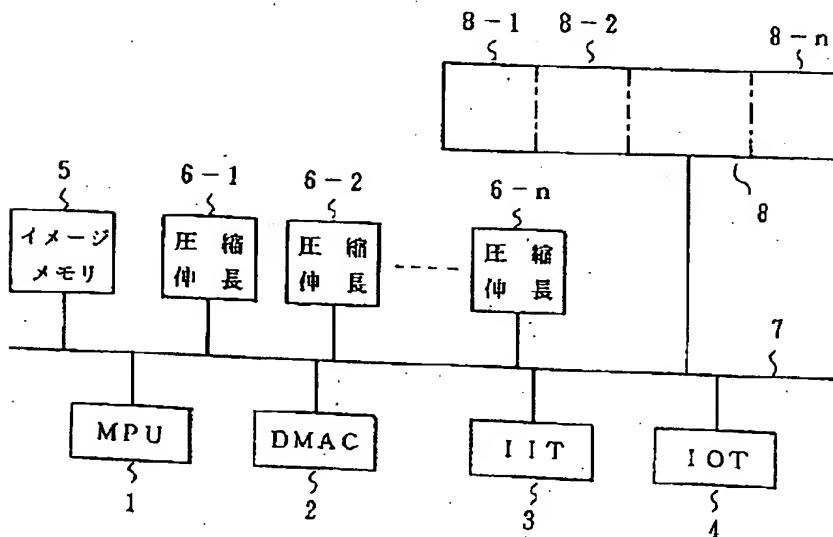 8-1 8-2 8-n
8
5 6-1 6-2 6-n
イメージ
メモリ
圧縮
伸長
圧縮
伸長
圧縮
伸長
7
MPU DMAC IIT IOT
1 2 3 4